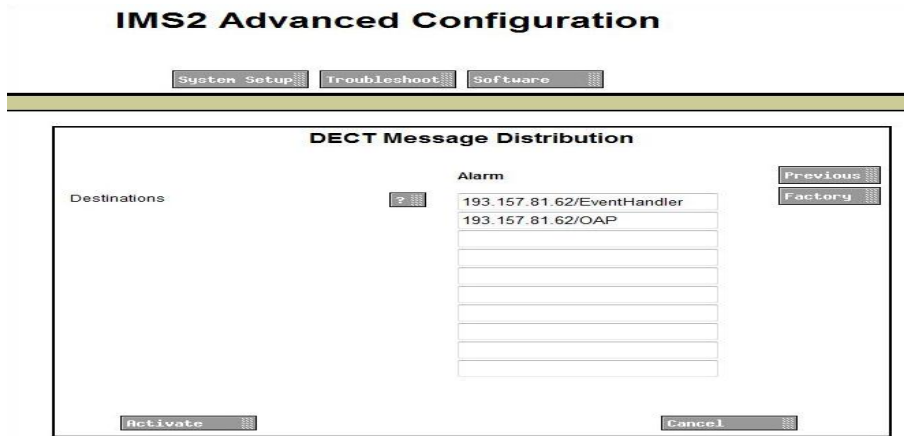 IMS2 Advanced Configuration
System Setup Troubleshoot Software
DECT Message Distribution
Alarm
Previous
Destinations
?
193.157.81.62/EventHandler
Factory
193.157.81.62/OAP
Activate
Cancel